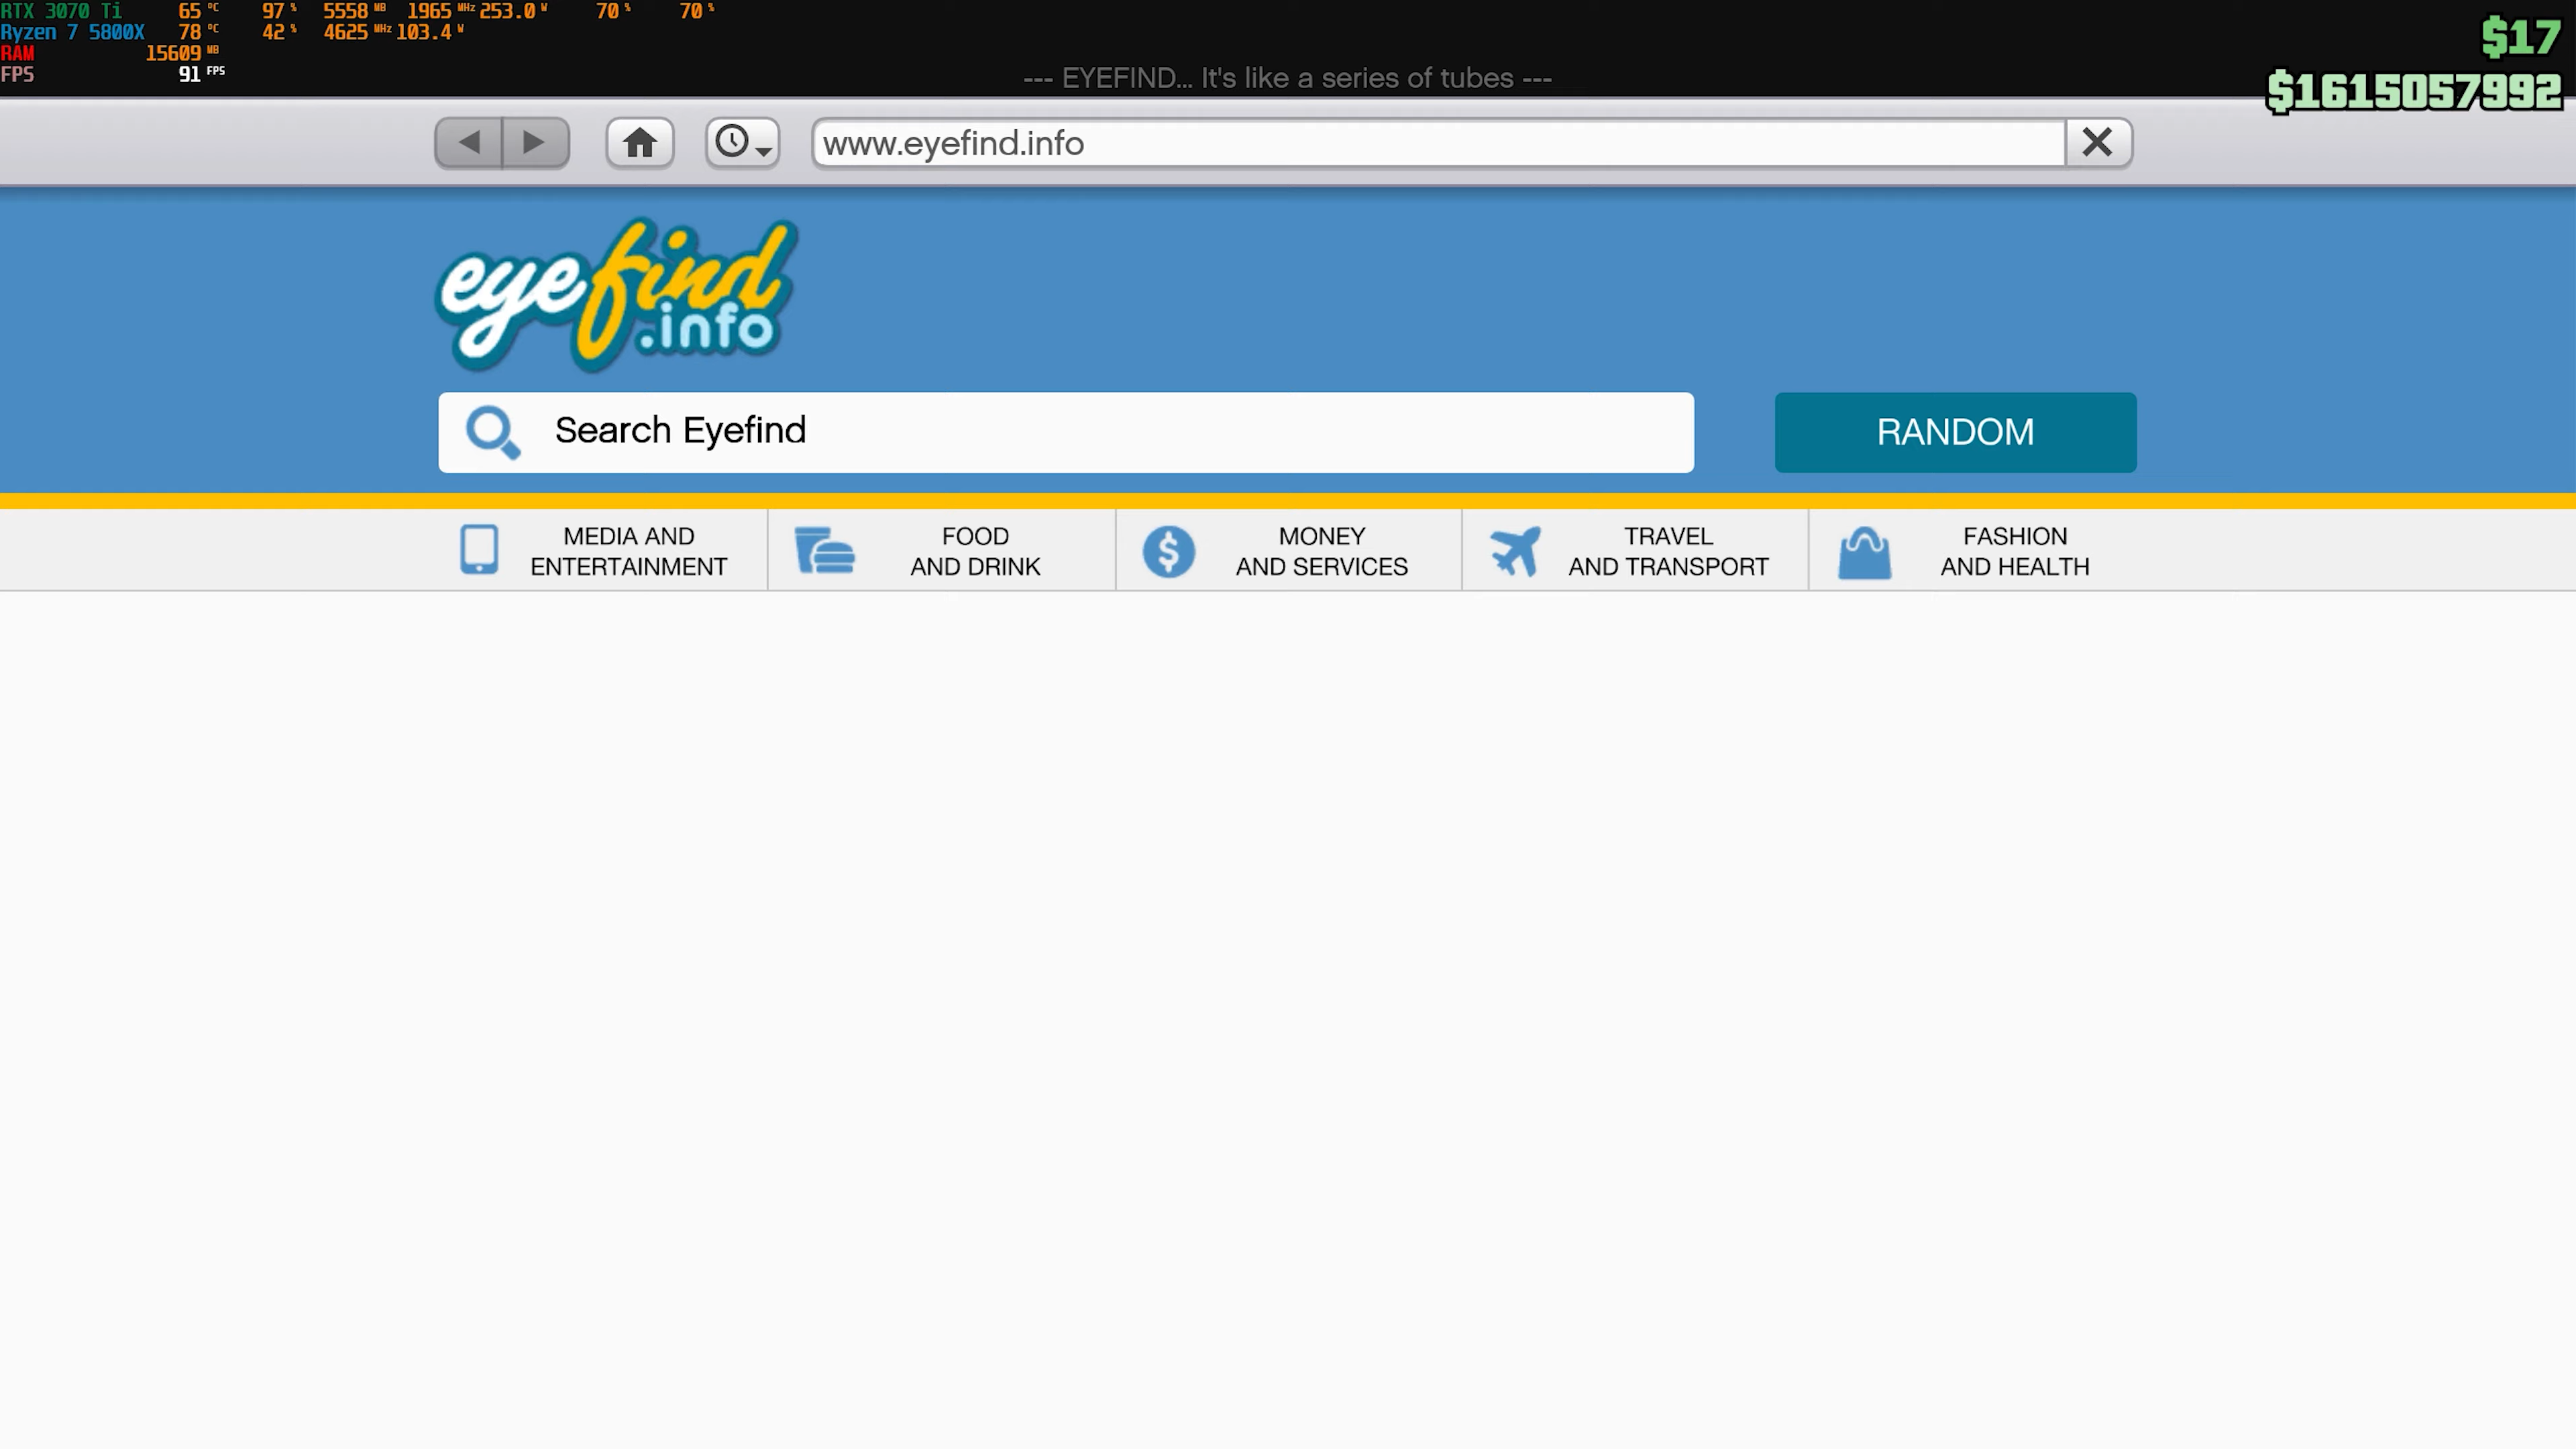 RTX 3070 Ti 65 °C 97 % 5558 MB 1965 MHz 253.0 W 70 % 70 %
Ryzen 7 5800X 78 °C 42 % 4625 MHz 103.4 W
RAM 15609 MB
FPS 91 FPS
$17
--- EYEFIND... It's like a series of tubes ---
$1615057992
www.eyefind.info
eyefind
.info
Search Eyefind
RANDOM
MEDIA AND
ENTERTAINMENT
FOOD
AND DRINK
MONEY
AND SERVICES
TRAVEL
AND TRANSPORT
FASHION
AND HEALTH